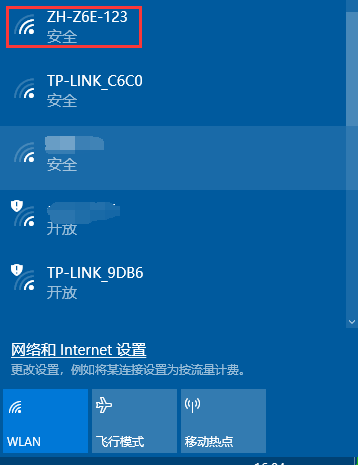 ZH-Z6E-123
安全
TP-LINK_C6C0
安全
安全
开放
TP-LINK_9DB6
开放
网络和 Internet 设置
更改设置，例如将某连接设置为按流量计费。
WLAN
飞行模式
移动热点